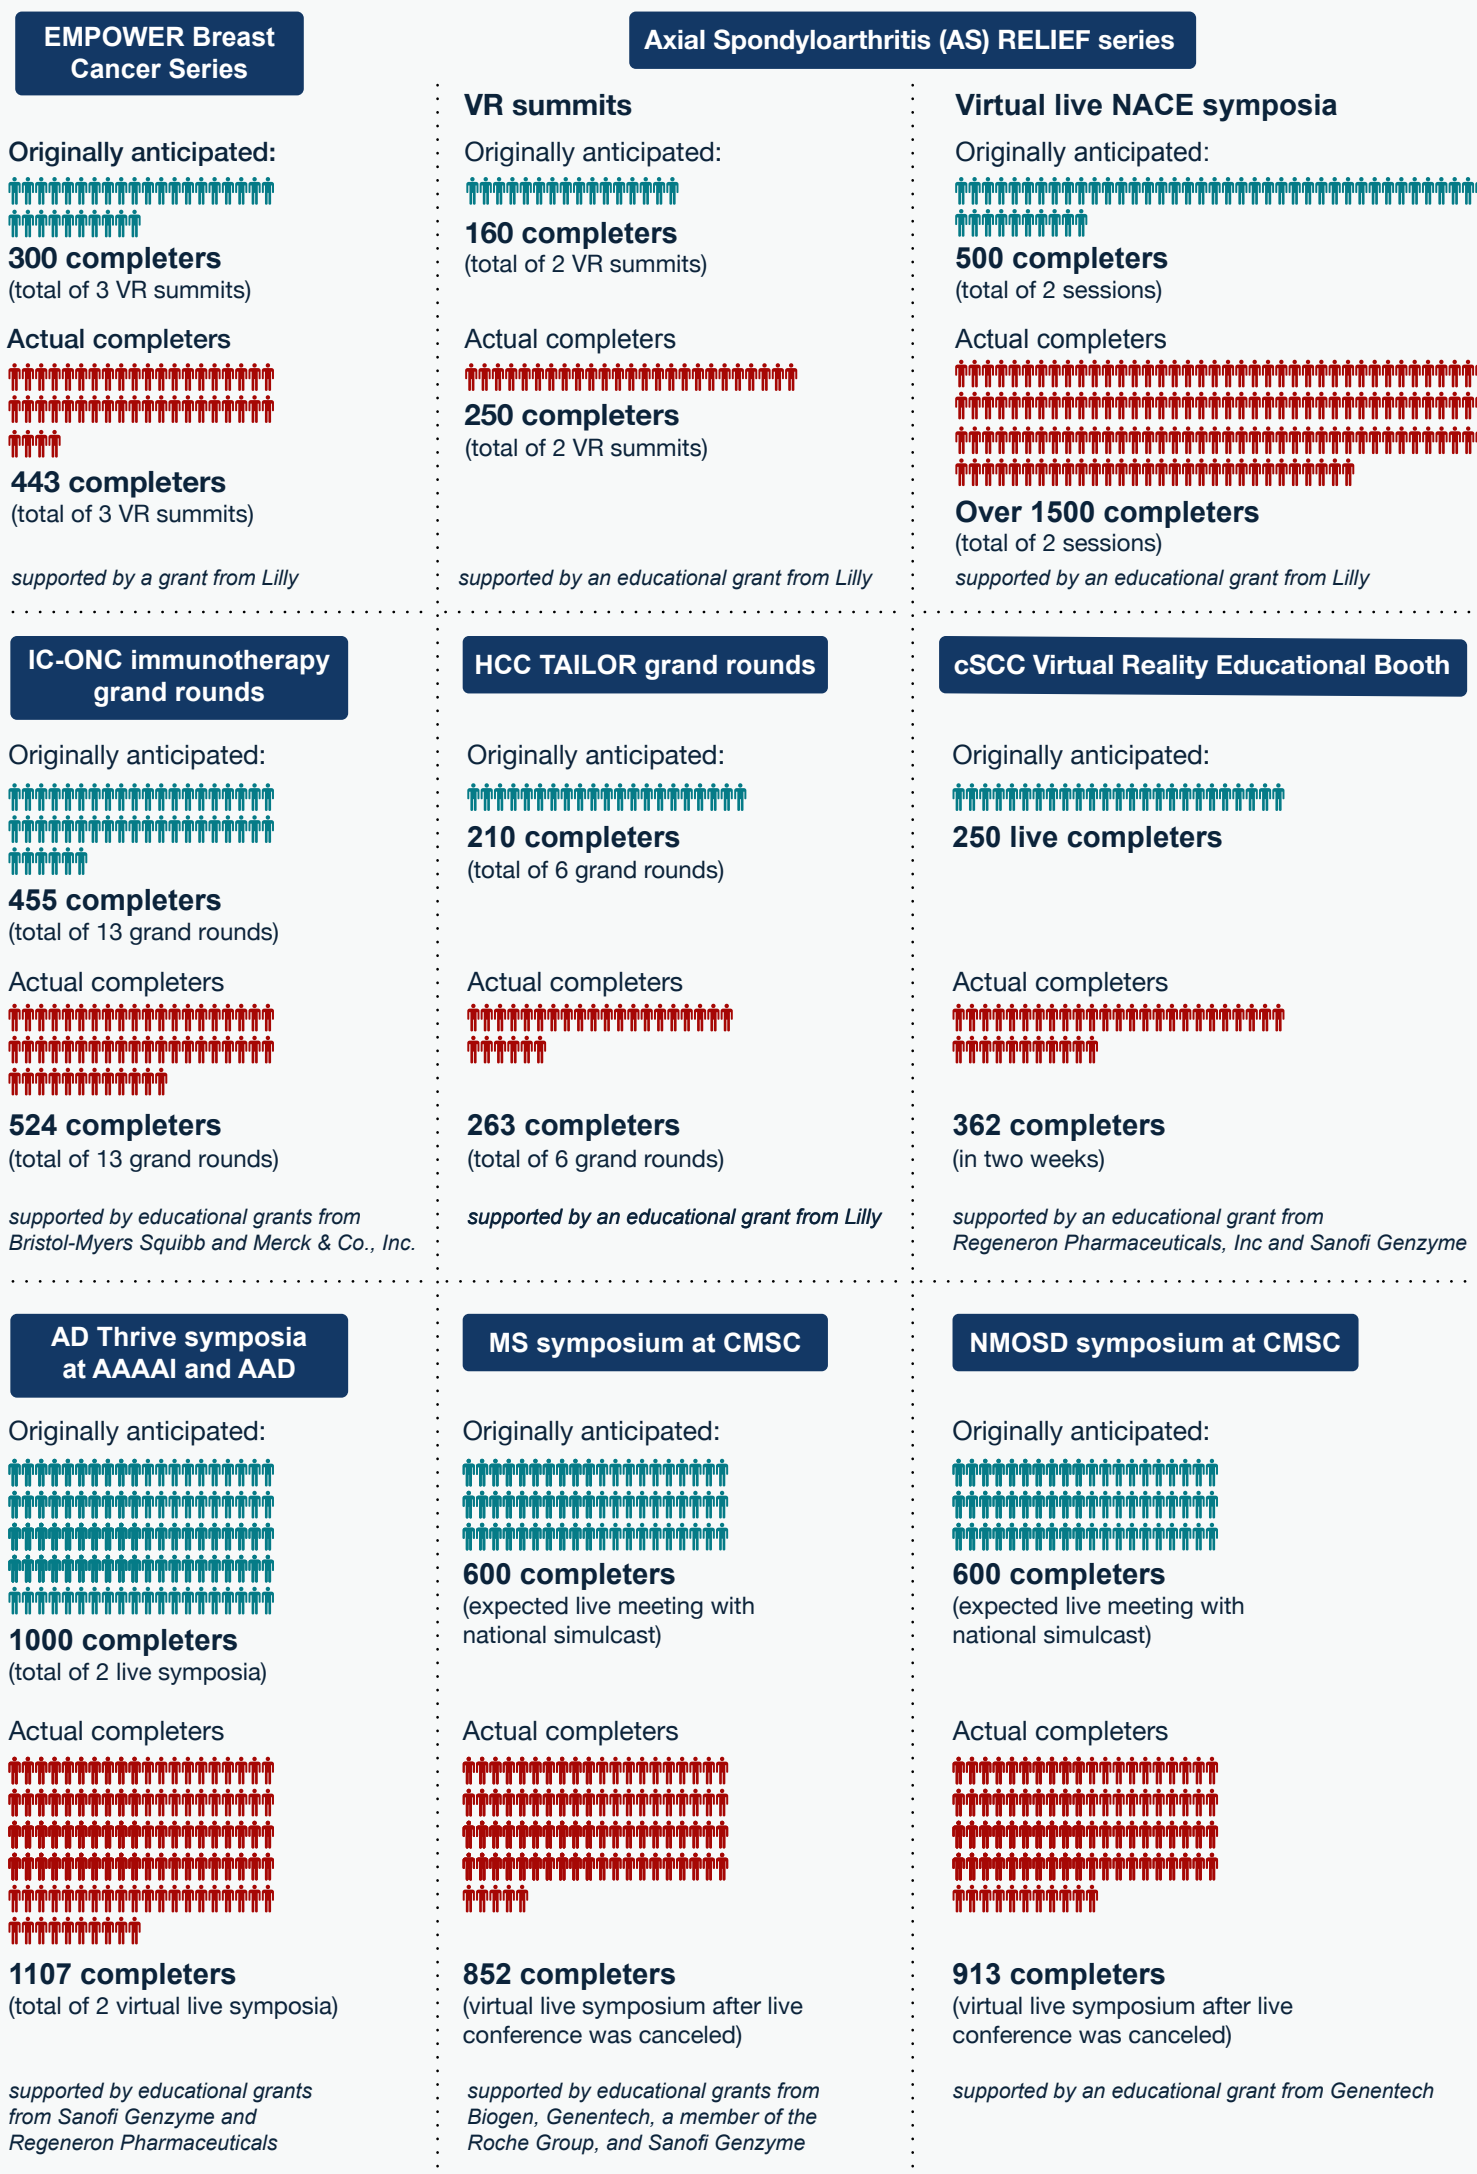 EMPOWER Breast
Cancer Series
Originally anticipated:
300 completers
(total of 3 VR summits)
Actual completers
443 completers
(total of 3 VR summits)
supported by a grant from Lilly
Axial Spondyloarthritis (AS) RELIEF series
VR summits
Originally anticipated:
160 completers
(total of 2 VR summits)
Actual completers
250 completers
(total of 2 VR summits)
supported by an educational grant from Lilly
Virtual live NACE symposia
Originally anticipated:
500 completers
(total of 2 sessions)
Actual completers
Over 1500 completers
(total of 2 sessions)
supported by an educational grant from Lilly
IC-ONC immunotherapy
grand rounds
Originally anticipated:
455 completers
(total of 13 grand rounds)
Actual completers
524 completers
(total of 13 grand rounds)
supported by educational grants from
Bristol-Myers Squibb and Merck & Co., Inc.
HCC TAILOR grand rounds
Originally anticipated:
210 completers
(total of 6 grand rounds)
Actual completers
263 completers
(total of 6 grand rounds)
supported by an educational grant from Lilly
cSCC Virtual Reality Educational Booth
Originally anticipated:
250 live completers
Actual completers
362 completers
(in two weeks)
supported by an educational grant from
Regeneron Pharmaceuticals, Inc and Sanofi Genzyme
AD Thrive symposia
at AAAAI and AAD
Originally anticipated:
1000 completers
(total of 2 live symposia)
Actual completers
1107 completers
(total of 2 virtual live symposia)
supported by educational grants
from Sanofi Genzyme and
Regeneron Pharmaceuticals
MS symposium at CMSC
Originally anticipated:
600 completers
(expected live meeting with
national simulcast)
Actual completers
852 completers
(virtual live symposium after live
conference was canceled)
supported by educational grants from
Biogen, Genentech, a member of the
Roche Group, and Sanofi Genzyme
NMOSD symposium at CMSC
Originally anticipated:
600 completers
(expected live meeting with
national simulcast)
Actual completers
913 completers
(virtual live symposium after live
conference was canceled)
supported by an educational grant from Genentech